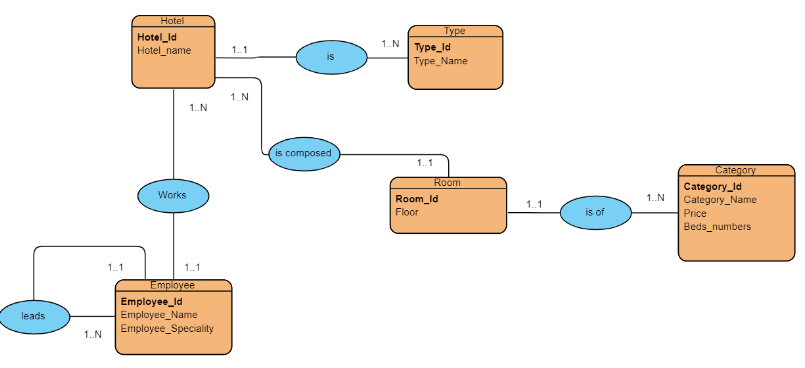 Hotel
Hotel_Id
Hotel_name
1..1
is
1..N
Type
Type_Id
Type_Name
1..N
1..N
is composed
1..1
Room
Room_Id
Floor
1..1
is of
1..N
Category
Category_Id
Category_Name
Price
Beds_numbers
Works
1..1
1..1
Employee
Employee_Id
Employee_Name
Employee_Speciality
leads
1..N